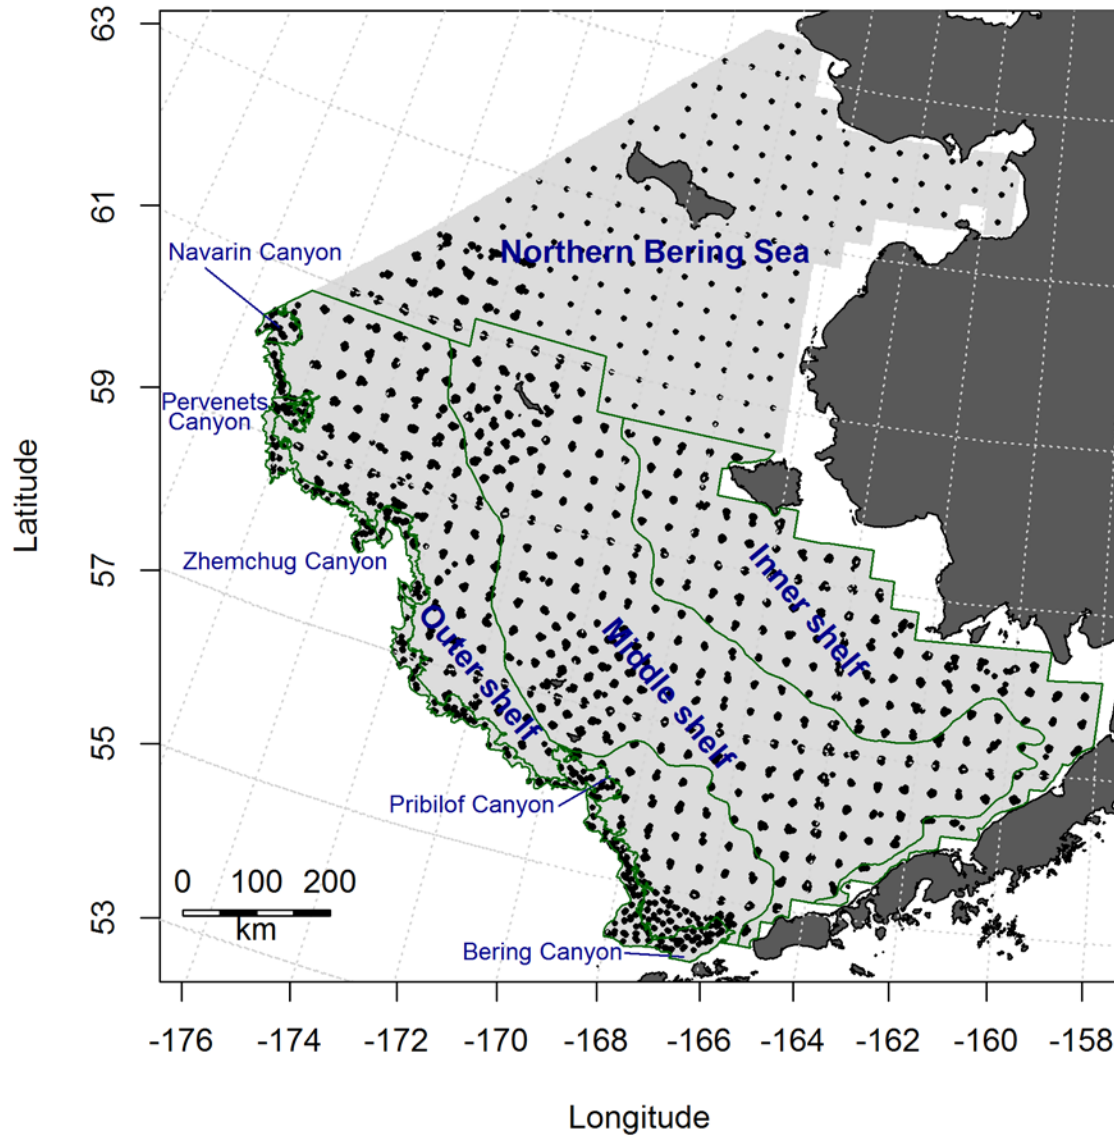 63
61
59
57
55
53
Latitude
Northern Bering Sea
Navarin Canyon
Pervenets
Canyon
Zhemchug Canyon
Inner shelf
Outer shelf
Middle shelf
Pribilof Canyon
0 100 200
km
Bering Canyon
-176 -174 -172 -170 -168 -166 -164 -162 -160 -158
Longitude